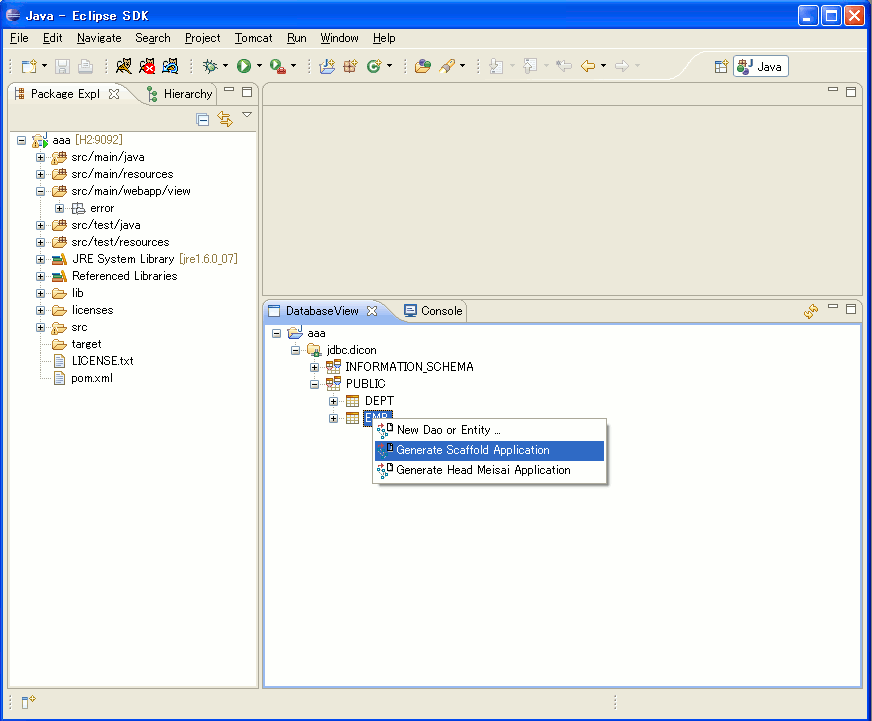 Java - Eclipse SDK
File Edit Navigate Search Project Tomcat Run Window Help
Java
Package Expl
Hierarchy
aaa [H2:9092]
src/main/java
src/main/resources
src/main/webapp/view
error
src/test/java
src/test/resources
JRE System Library [jre1.6.0_07]
Referenced Libraries
lib
licenses
src
target
LICENSE.txt
pom.xml
DatabaseView
Console
aaa
jdbc.dicon
INFORMATION_SCHEMA
PUBLIC
DEPT
EMP
New Dao or Entity ...
Generate Scaffold Application
Generate Head Meisai Application